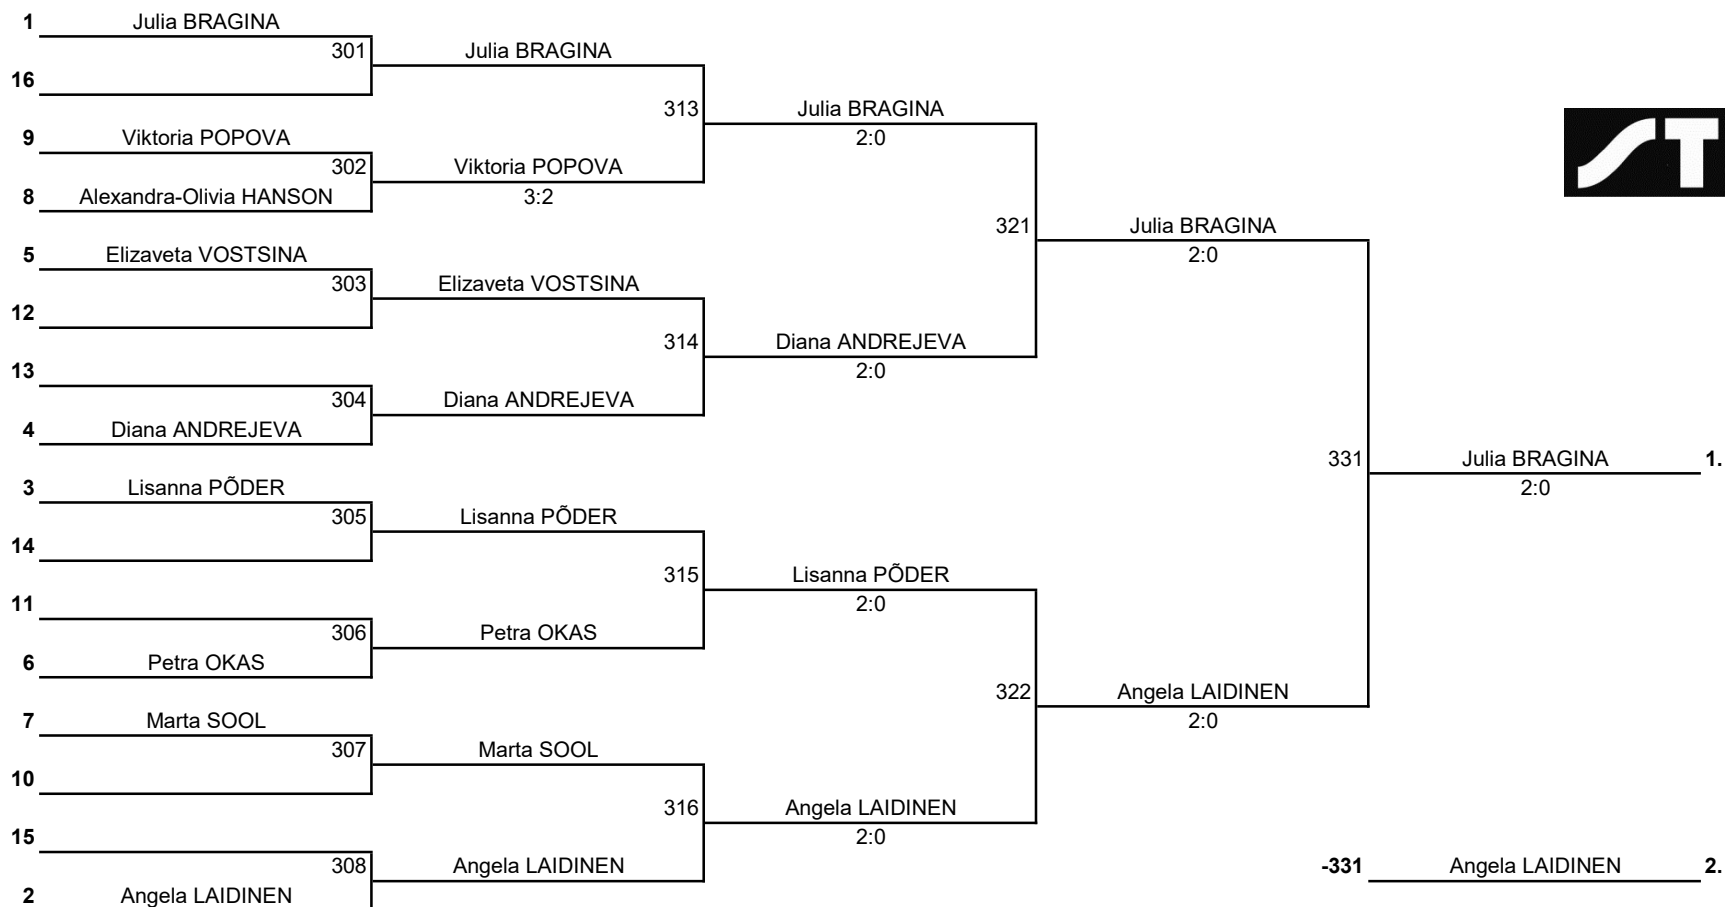 1 Julia BRAGINA
301 Julia BRAGINA
16
313 Julia BRAGINA
9 Viktoria POPOVA 2:0
302 Viktoria POPOVA
8 Alexandra-Olivia HANSON 3:2
321 Julia BRAGINA
5 Elizaveta VOSTSINA 2:0
303 Elizaveta VOSTSINA
12
314 Diana ANDREJEVA
13 2:0
304 Diana ANDREJEVA
4 Diana ANDREJEVA
331 Julia BRAGINA 1.
3 Lisanna PÕDER 2:0
305 Lisanna PÕDER
14
315 Lisanna PÕDER
11 2:0
306 Petra OKAS
6 Petra OKAS
322 Angela LAIDINEN
7 Marta SOOL 2:0
307 Marta SOOL
10
316 Angela LAIDINEN
15 2:0
308 Angela LAIDINEN -331 Angela LAIDINEN 2.
2 Angela LAIDINEN
ST